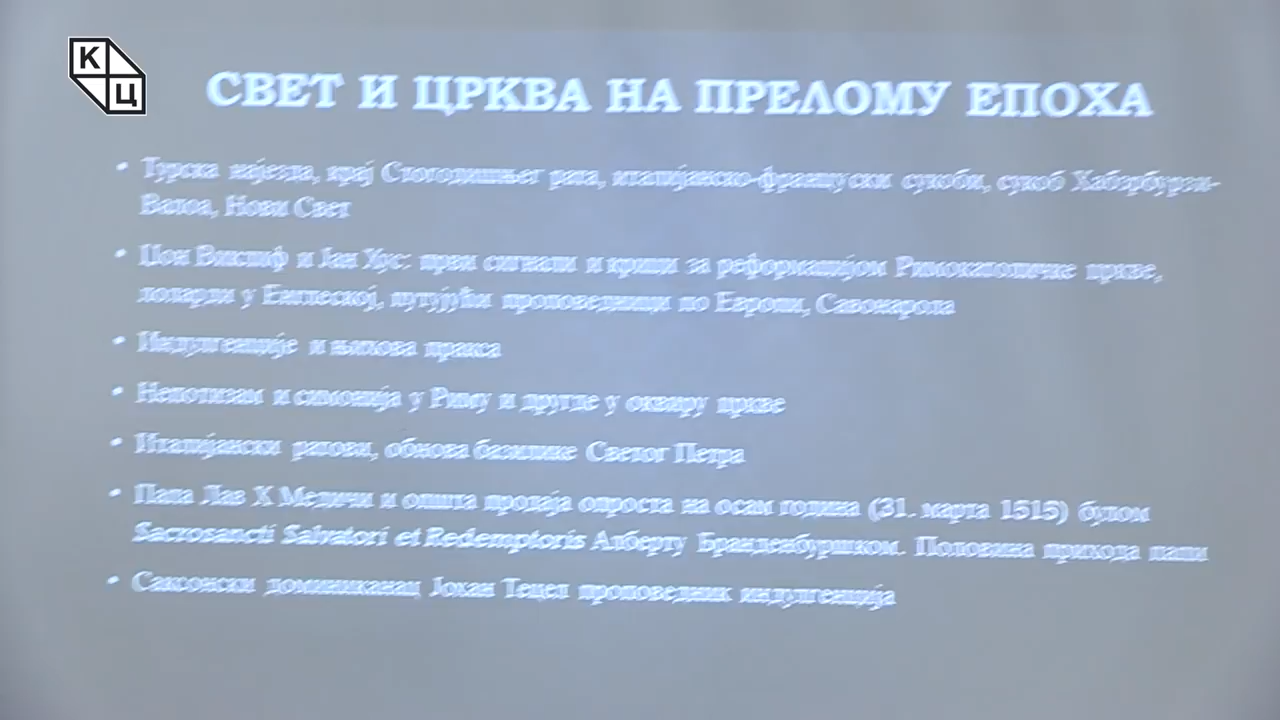 К
Ц
СВЕТ И ЦРКВА НА ПРЕЛОМУ ЕПОХА
• Турска најезда, крај Стогодишњег рата, италијанско-француски сукоби, сукоб Хабзбурзи-
Валоа, Нови Свет
• Џон Виклиф и Јан Хус: први сигнали и крици за реформацијом Римокатоличке цркве,
лоларди у Енглеској, путујући проповедници по Европи, Савонарола
• Индулгенције и њихова пракса
• Непотизам и симонија у Риму и другде у оквиру цркве
• Италијански ратови, обнова базилике Светог Петра
• Папа Лав X Медичи и општа продаја опроста на осам година (31. марта 1515) булом
Sacrosancti Salvatori et Redemptoris Алберту Бранденбуршком. Половина прихода папи
• Саксонски доминиканац Јохан Тецел проповедник индулгенција